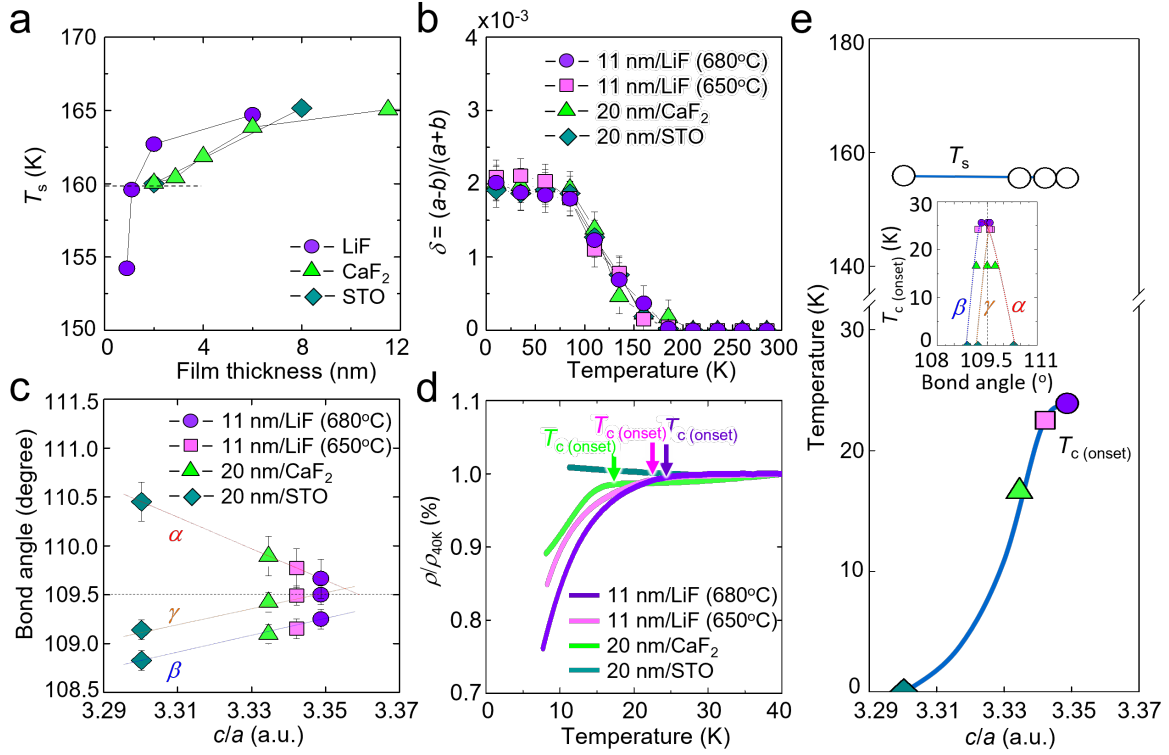 a
170
165
160
155
150
T_s (K)
LiF
CaF₂
STO
0
4
8
12
Film thickness (nm)
b
x10⁻³
4
3
2
1
0
δ = (a-b)/(a+b)
11 nm/LiF (680°C)
11 nm/LiF (650°C)
20 nm/CaF₂
20 nm/STO
0 50 100 150 200 250 300
Temperature (K)
c
111.5
111.0
110.5
110.0
109.5
109.0
108.5
Bond angle (degree)
11 nm/LiF (680°C)
11 nm/LiF (650°C)
20 nm/CaF₂
20 nm/STO
α
γ
β
3.29 3.31 3.33 3.35 3.37
c/a (a.u.)
d
1.1
1.0
0.9
0.8
0.7
ρ/ρ₄₀ₖ (%)
T_c (onset)
T_c (onset)
T_c (onset)
11 nm/LiF (680°C)
11 nm/LiF (650°C)
20 nm/CaF₂
20 nm/STO
0
10
20
30
40
Temperature (K)
e
180
160
140
30
20
10
0
Temperature (K)
T_s
30
20
10
0
T_c (onset) (K)
β
γ
α
108
109.5
111
Bond angle (°)
T_c (onset)
3.29 3.31 3.33 3.35 3.37
c/a (a.u.)